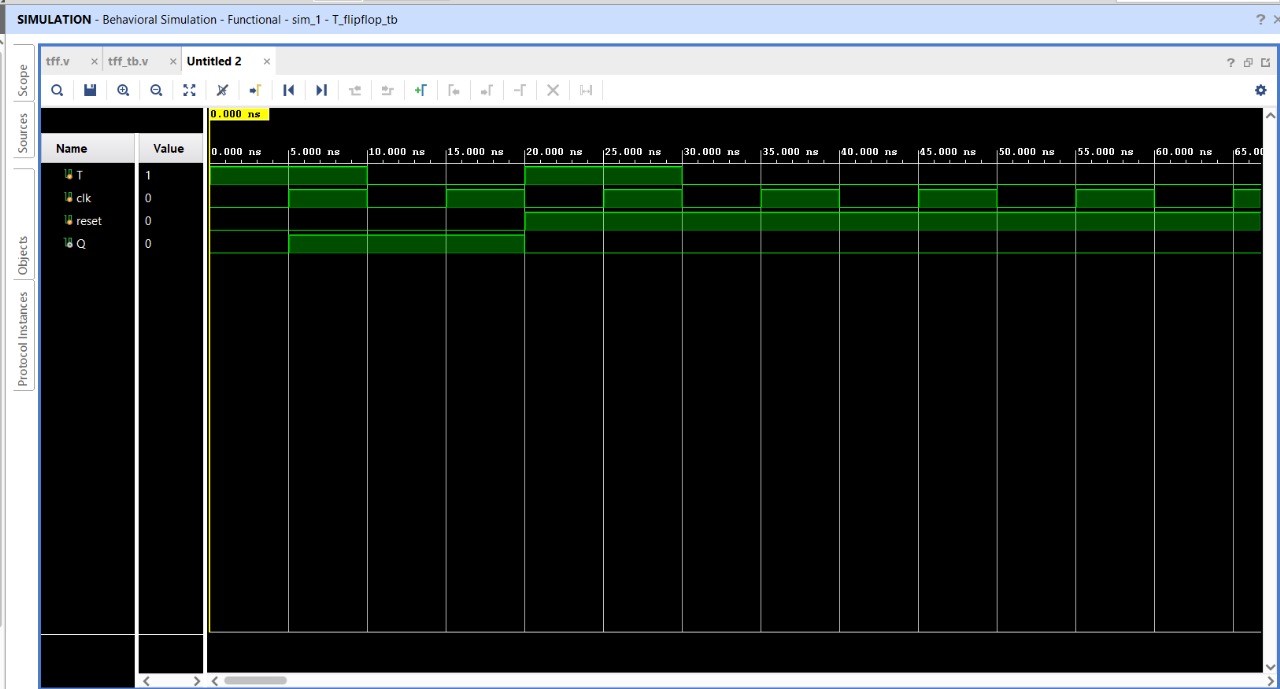 SIMULATION - Behavioral Simulation - Functional - sim_1 - T_flipflop_tb
tff.v tff_tb.v Untitled 2
Scope
Sources
Objects
Protocol Instances
0.000 ns
Name Value
0.000 ns 5.000 ns 10.000 ns 15.000 ns 20.000 ns 25.000 ns 30.000 ns 35.000 ns 40.000 ns 45.000 ns 50.000 ns 55.000 ns 60.000 ns 65.00
T 1
clk 0
reset 0
Q 0